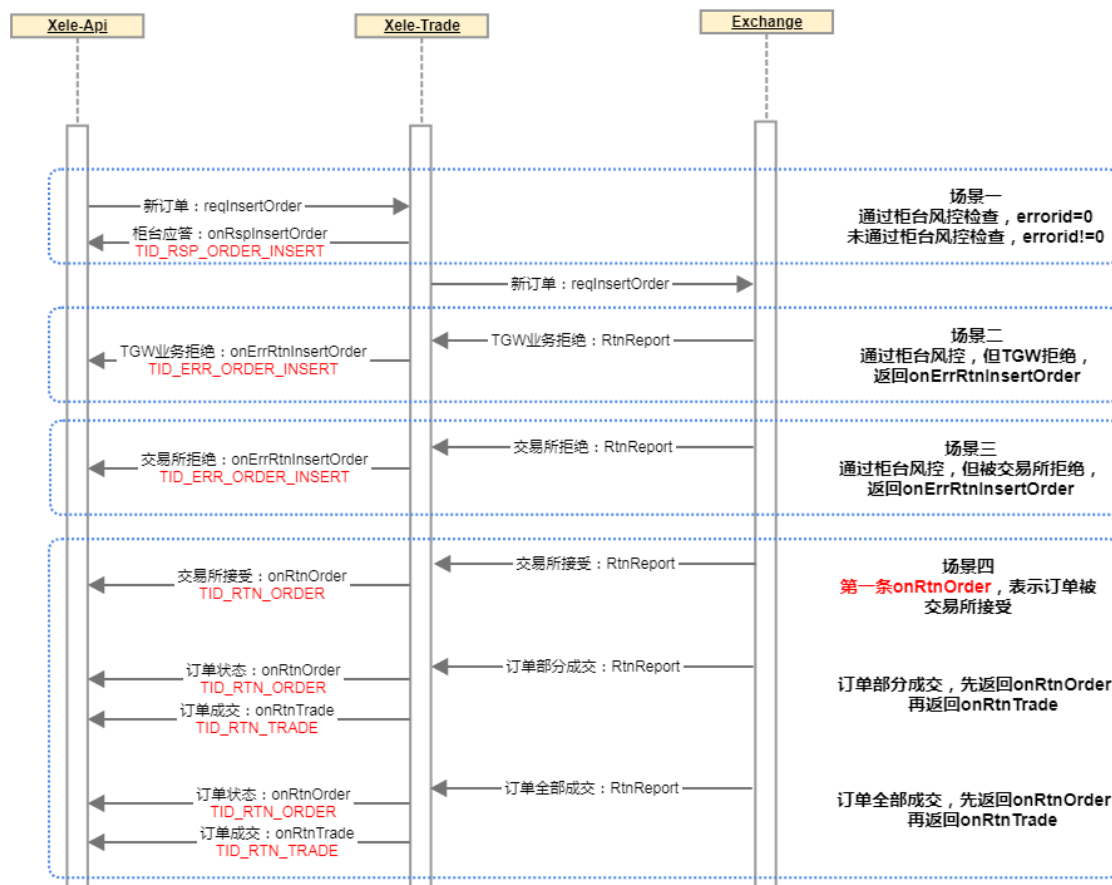 Xele-Api
Xele-Trade
Exchange
新订单：reqInsertOrder
柜台应答：onRspInsertOrder
TID_RSP_ORDER_INSERT
场景一
通过柜台风控检查，errorid=0
未通过柜台风控检查，errorid!=0
新订单：reqInsertOrder
TGW业务拒绝：RtnReport
TGW业务拒绝：onErrRtnInsertOrder
TID_ERR_ORDER_INSERT
场景二
通过柜台风控，但TGW拒绝，
返回onErrRtnInsertOrder
交易所拒绝：RtnReport
交易所拒绝：onErrRtnInsertOrder
TID_ERR_ORDER_INSERT
场景三
通过柜台风控，但被交易所拒绝，
返回onErrRtnInsertOrder
交易所接受：RtnReport
交易所接受：onRtnOrder
TID_RTN_ORDER
场景四
第一条onRtnOrder，表示订单被
交易所接受
订单部分成交：RtnReport
订单状态：onRtnOrder
TID_RTN_ORDER
订单成交：onRtnTrade
TID_RTN_TRADE
订单部分成交，先返回onRtnOrder
再返回onRtnTrade
订单全部成交：RtnReport
订单状态：onRtnOrder
TID_RTN_ORDER
订单成交：onRtnTrade
TID_RTN_TRADE
订单全部成交，先返回onRtnOrder
再返回onRtnTrade